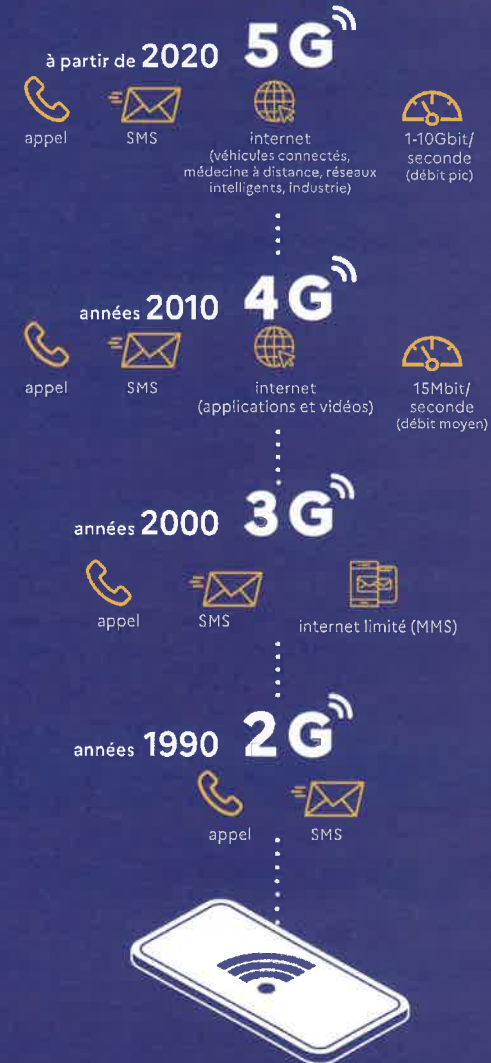 à partir de 2020 5G
appel
SMS
internet
(véhicules connectés,
médecine à distance, réseaux
intelligents, industrie)
1-10Gbit/
seconde
(débit pic)
années 2010 4G
appel
SMS
internet
(applications et vidéos)
15Mbit/
seconde
(débit moyen)
années 2000 3G
appel
SMS
internet limité (MMS)
années 1990 2G
appel
SMS